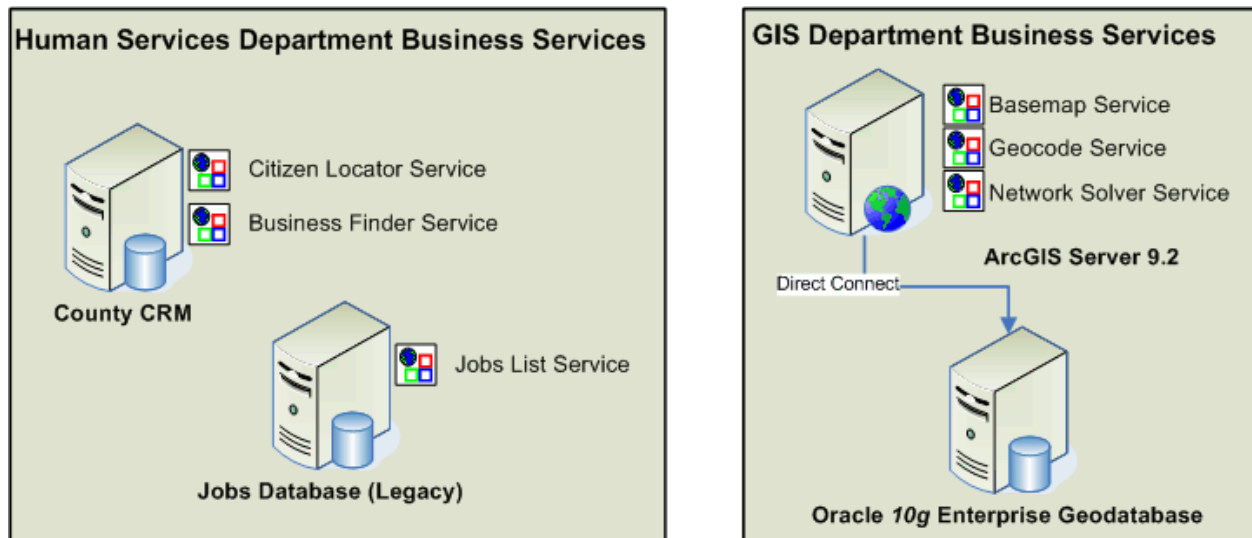 Human Services Department Business Services
Citizen Locator Service
Business Finder Service
County CRM
Jobs List Service
Jobs Database (Legacy)
GIS Department Business Services
Basemap Service
Geocode Service
Network Solver Service
ArcGIS Server 9.2
Direct Connect
Oracle 10g Enterprise Geodatabase